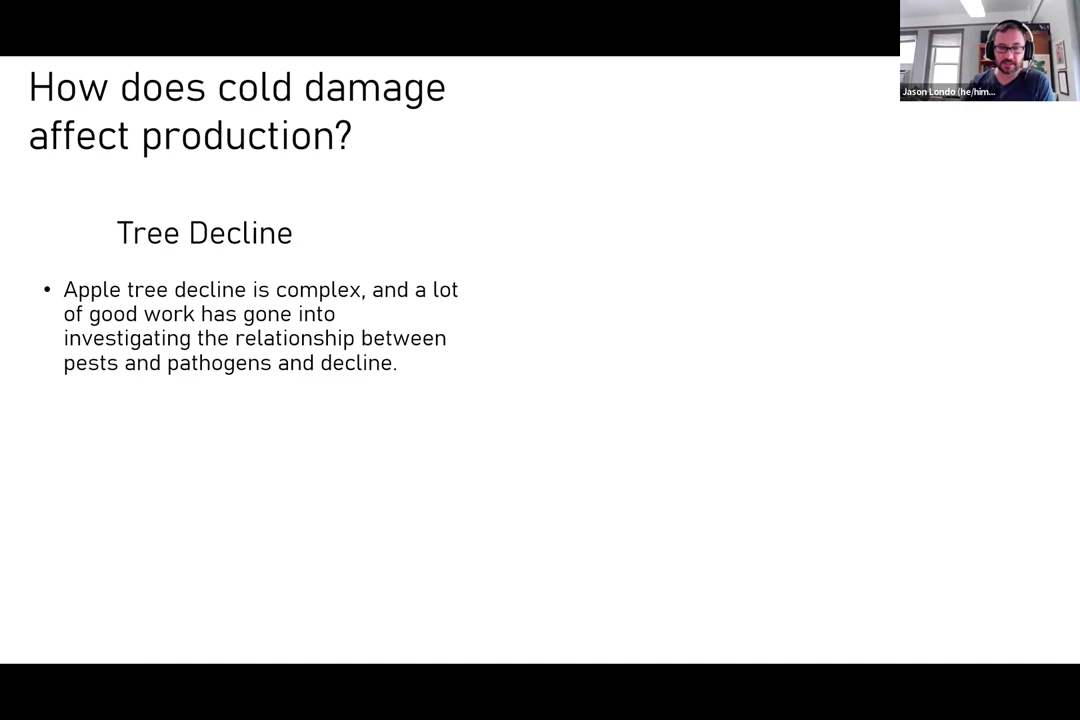 How does cold damage
affect production?
Jason Londo (he/him...
Tree Decline
• Apple tree decline is complex, and a lot
of good work has gone into
investigating the relationship between
pests and pathogens and decline.